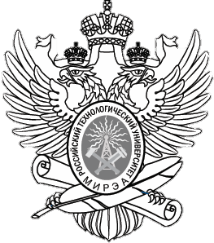 РОССИЙСКИЙ ТЕХНОЛОГИЧЕСКИЙ УНИВЕРСИТЕТ
МИРЭА